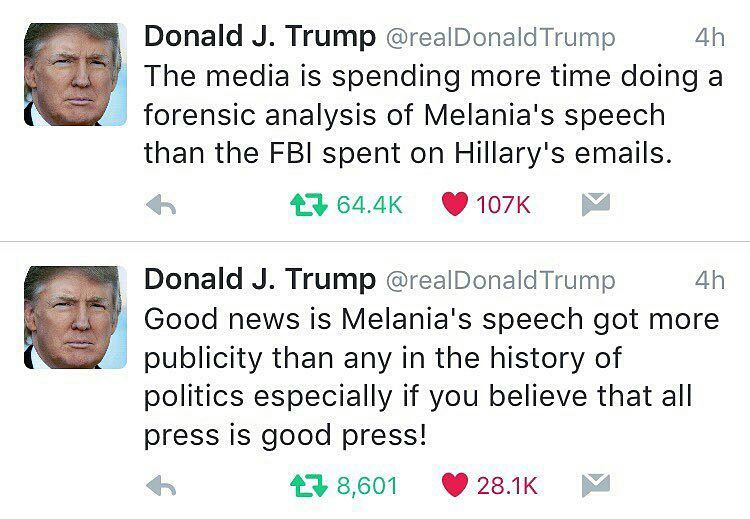 Donald J. Trump @realDonaldTrump 4h
The media is spending more time doing a
forensic analysis of Melania's speech
than the FBI spent on Hillary's emails.
64.4K 107K
Donald J. Trump @realDonaldTrump 4h
Good news is Melania's speech got more
publicity than any in the history of
politics especially if you believe that all
press is good press!
8,601 28.1K